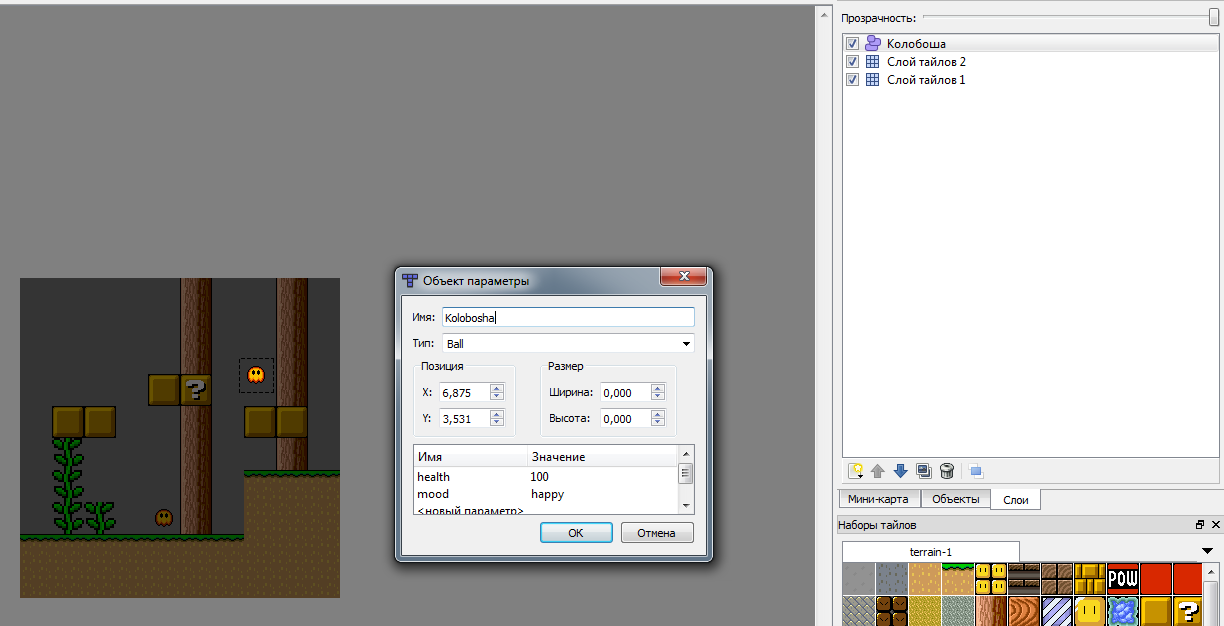 Прозрачность:
Колобоша
Слой тайлов 2
Слой тайлов 1
Объект параметры
Имя: Kolobosha
Тип: Ball
Позиция Размер
X: 6,875 Ширина: 0,000
Y: 3,531 Высота: 0,000
Имя Значение
health 100
mood happy
<новый параметр>
OK Отмена
Мини-карта Объекты Слои
Наборы тайлов
terrain-1
POW
?
?